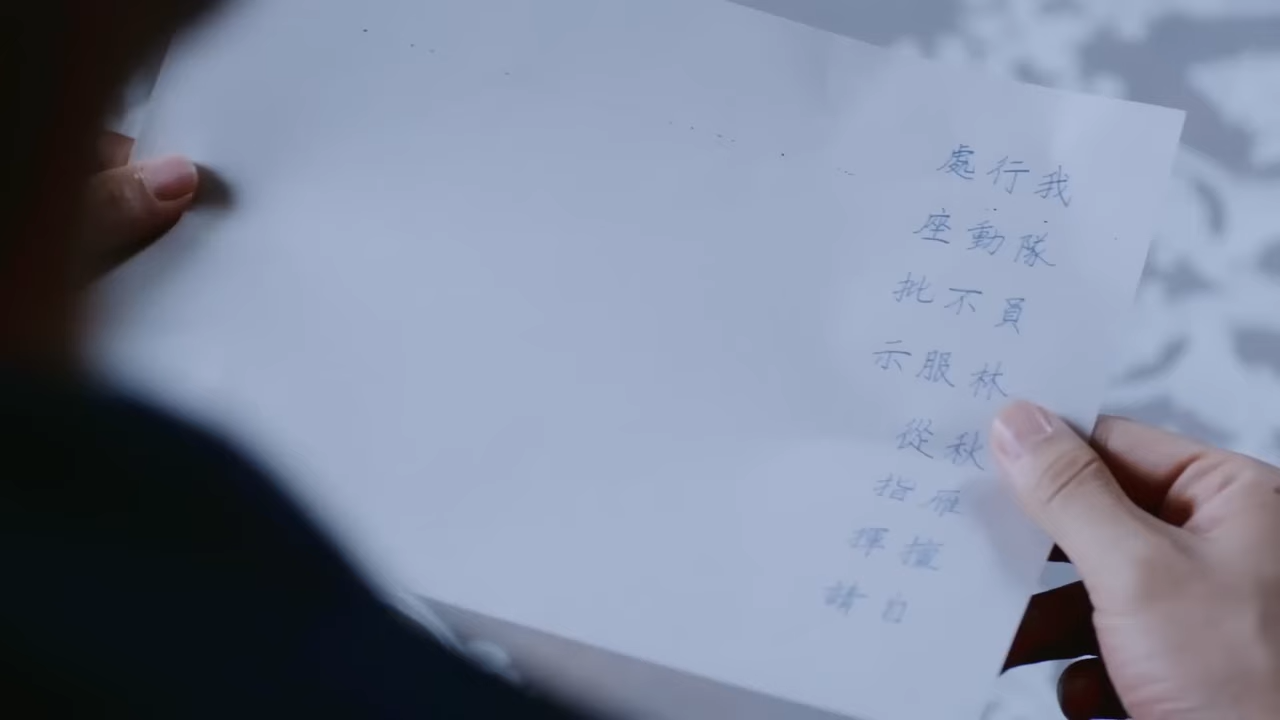 我隊員林秋雁擅自
行動不服從指揮請
處座批示